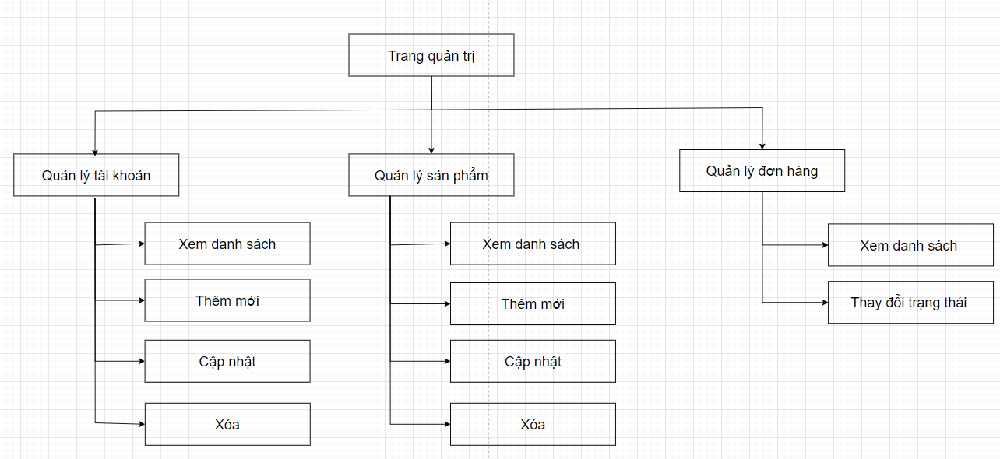 Trang quản trị
Quản lý tài khoản
Quản lý sản phẩm
Quản lý đơn hàng
Xem danh sách
Thêm mới
Cập nhật
Xóa
Xem danh sách
Thêm mới
Cập nhật
Xóa
Xem danh sách
Thay đổi trạng thái